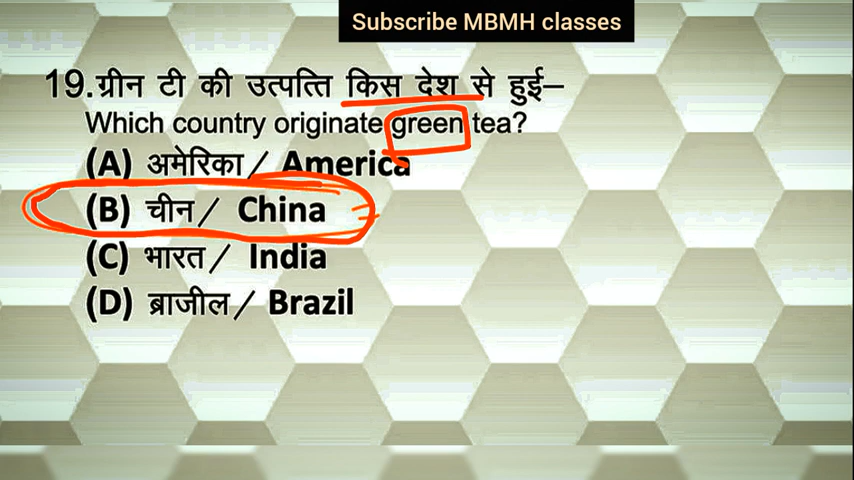 Subscribe MBMH classes
19.ग्रीन टी की उत्पत्ति किस देश से हुई–
Which country originate green tea?
(A) अमेरिका/ America
(B) चीन/ China
(C) भारत/ India
(D) ब्राजील/ Brazil